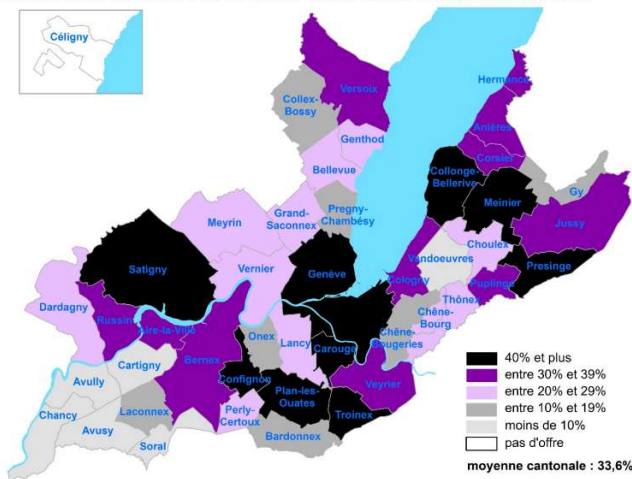 Céligny
Versoix
Collex-
Bossy
Hermance
Anières
Genthod
Corsier
Bellevue
Collonge-
Bellerive
Gy
Meinier
Pregny-
Chambésy
Grand-
Saconnex
Meyrin
Jussy
Choulex
Vandoeuvres
Presinge
Satigny
Vernier
Genève
Cologny
Puplinge
Thônex
Dardagny
Russin
Aire-la-Ville
Chêne-
Bourg
Onex
Lancy
Carouge
Chêne-
Bougeries
Cartigny
Bernex
Avully
Confignon
Veyrier
Plan-les-
Ouates
Chancy
Laconnex
Perly-
Certoux
Troinex
Avusy
Soral
Bardonnex
40% et plus
entre 30% et 39%
entre 20% et 29%
entre 10% et 19%
moins de 10%
pas d'offre
moyenne cantonale : 33,6%